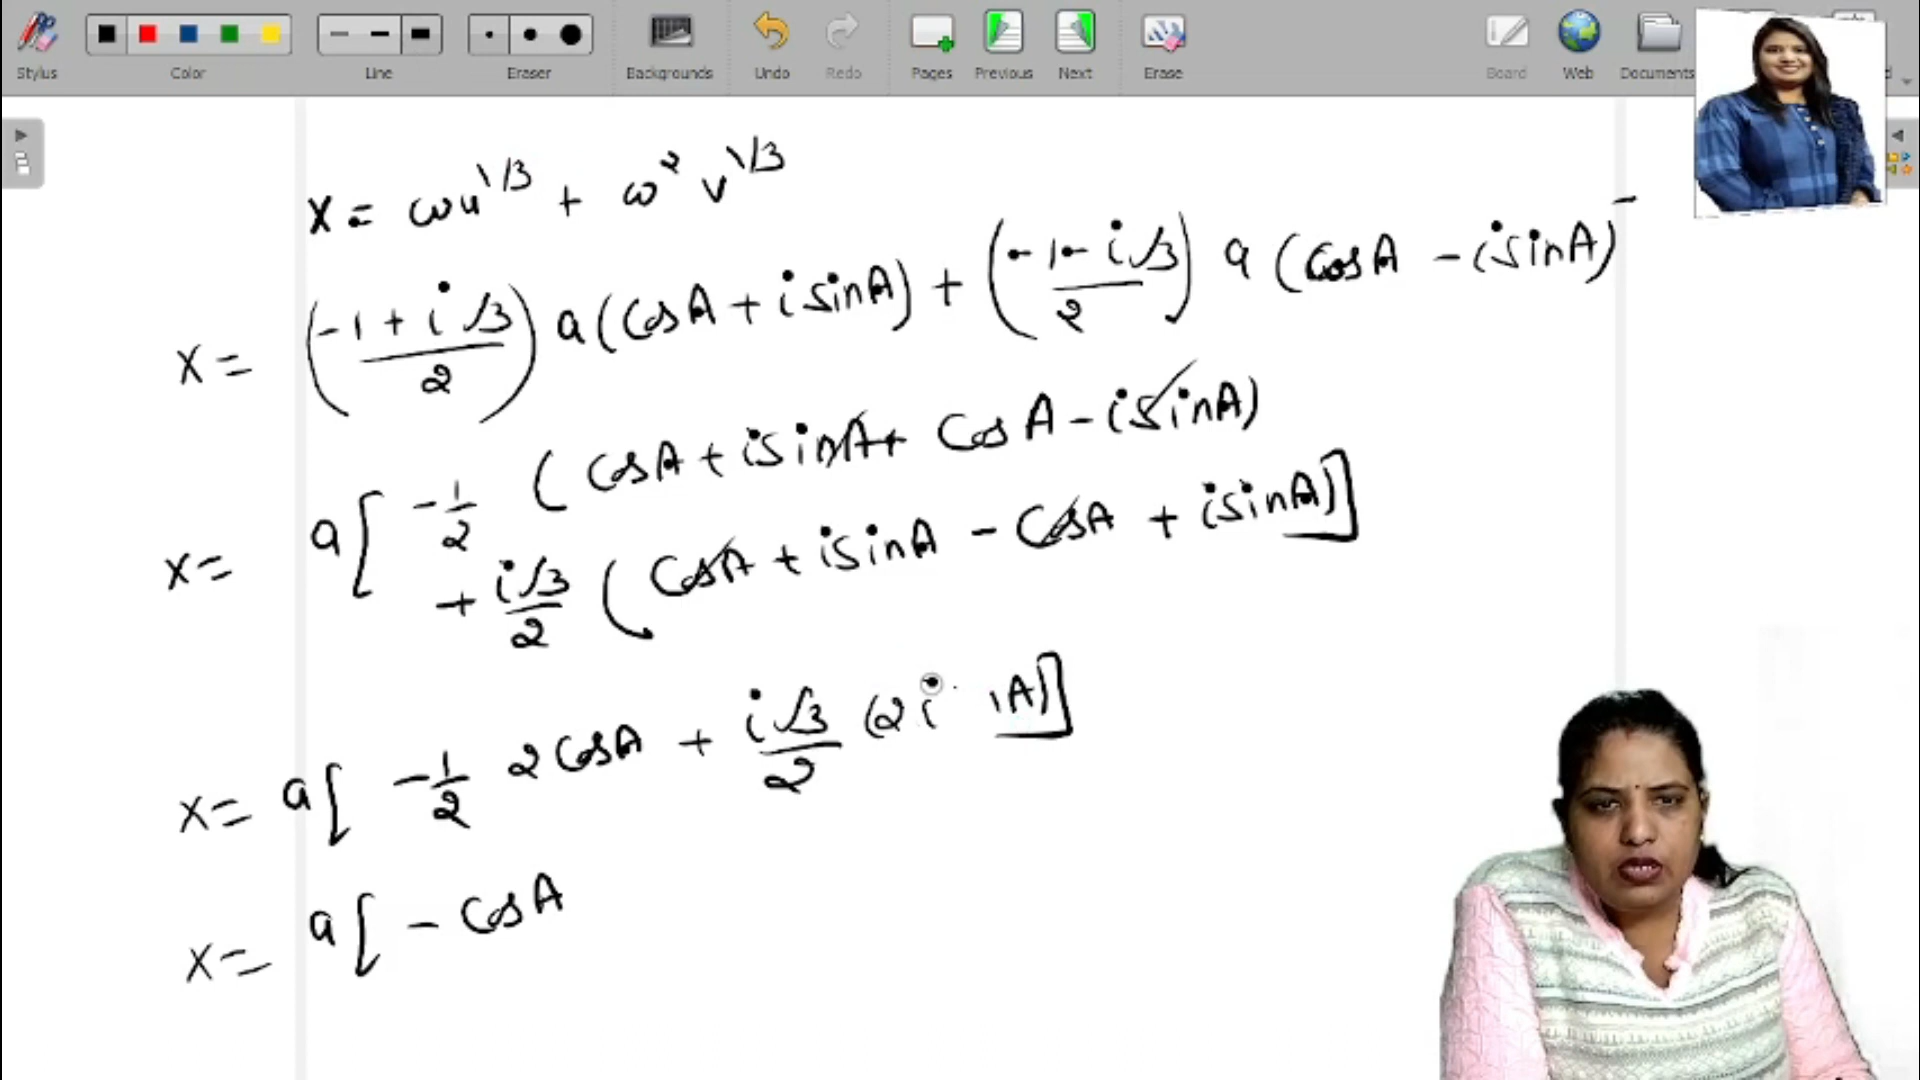 Stylus Color Line Eraser Backgrounds Undo Redo Pages Previous Next Erase Board Web Documents
x = ωu^1/3 + ω² v^1/3
x = (-1 + i√3 / 2) a (cosA + i sinA) + (-1 - i√3 / 2) a (cosA - i sinA)
x = a[ -1/2 (cosA + i sinA + cosA - i sinA)
+ i√3/2 (cosA + i sinA - cosA + i sinA)]
x = a[ -1/2 2cosA + i√3/2 (2i A)]
x = a[ - cosA